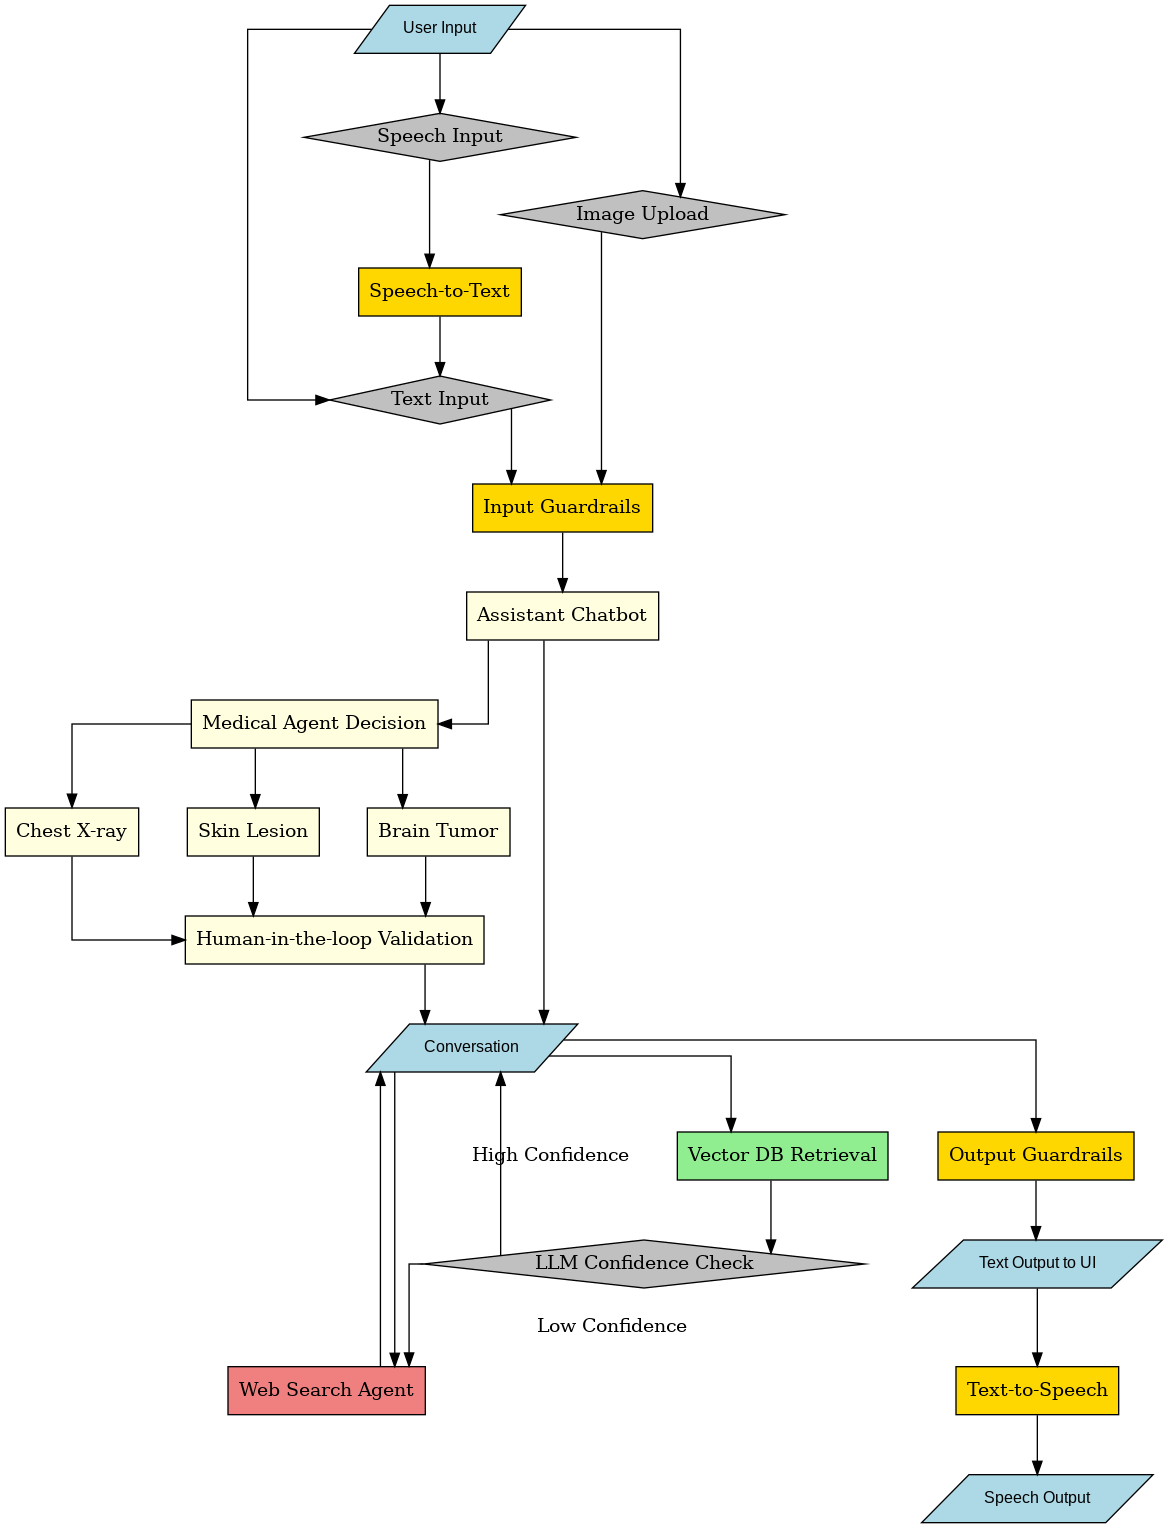 User Input
Speech Input
Image Upload
Speech-to-Text
Text Input
Input Guardrails
Assistant Chatbot
Medical Agent Decision
Chest X-ray
Skin Lesion
Brain Tumor
Human-in-the-loop Validation
Conversation
High Confidence
Vector DB Retrieval
Output Guardrails
LLM Confidence Check
Text Output to UI
Low Confidence
Web Search Agent
Text-to-Speech
Speech Output